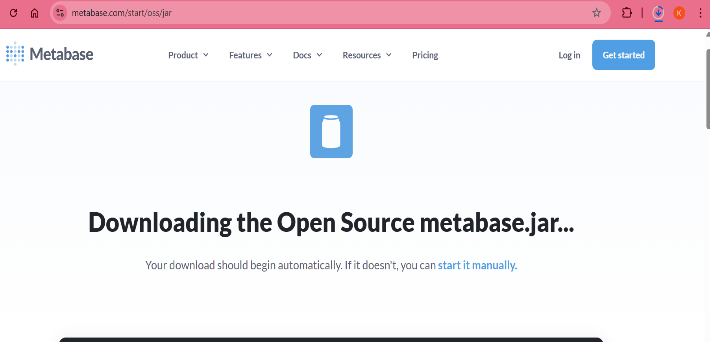 metabase.com/start/oss/jar
K
Metabase
Product Features Docs Resources Pricing Log in Get started
Downloading the Open Source metabase.jar...
Your download should begin automatically. If it doesn't, you can start it manually.